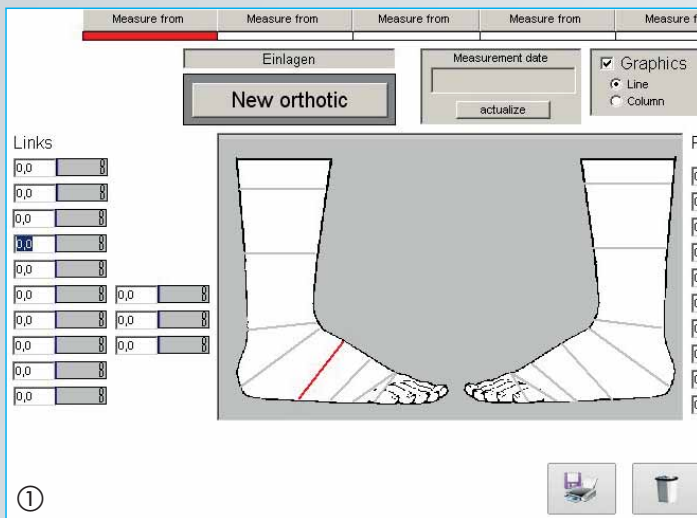 Measure from Measure from Measure from Measure from Measure f
Einlagen Measurement date Graphics
New orthotic Line
actualize Column
Links
0,0
0,0
0,0
0,0
0,0
0,0 0,0
0,0 0,0
0,0 0,0
0,0
0,0
①